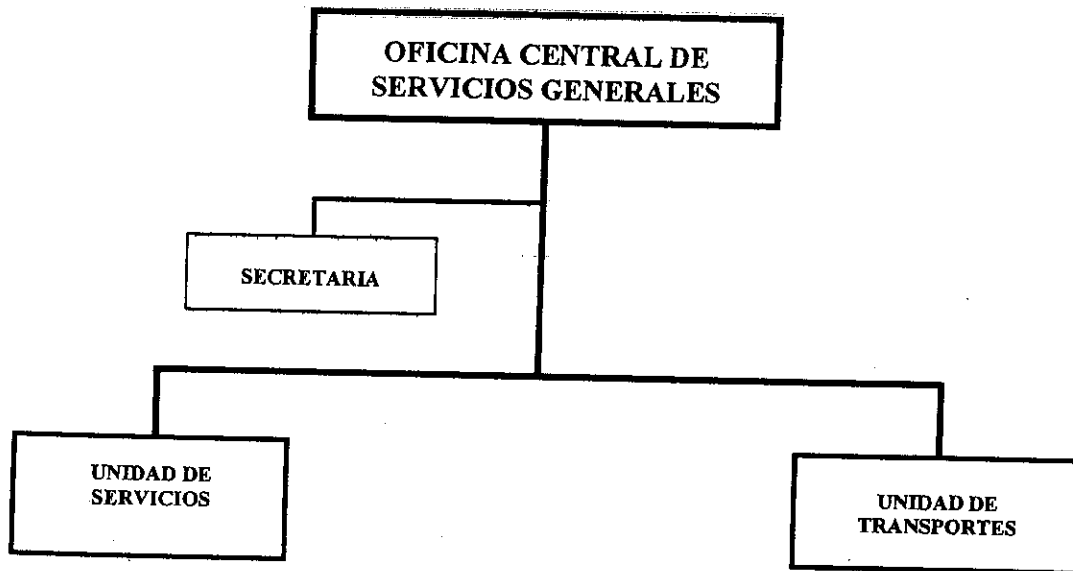 OFICINA CENTRAL DE
SERVICIOS GENERALES
SECRETARIA
UNIDAD DE
SERVICIOS
UNIDAD DE
TRANSPORTES